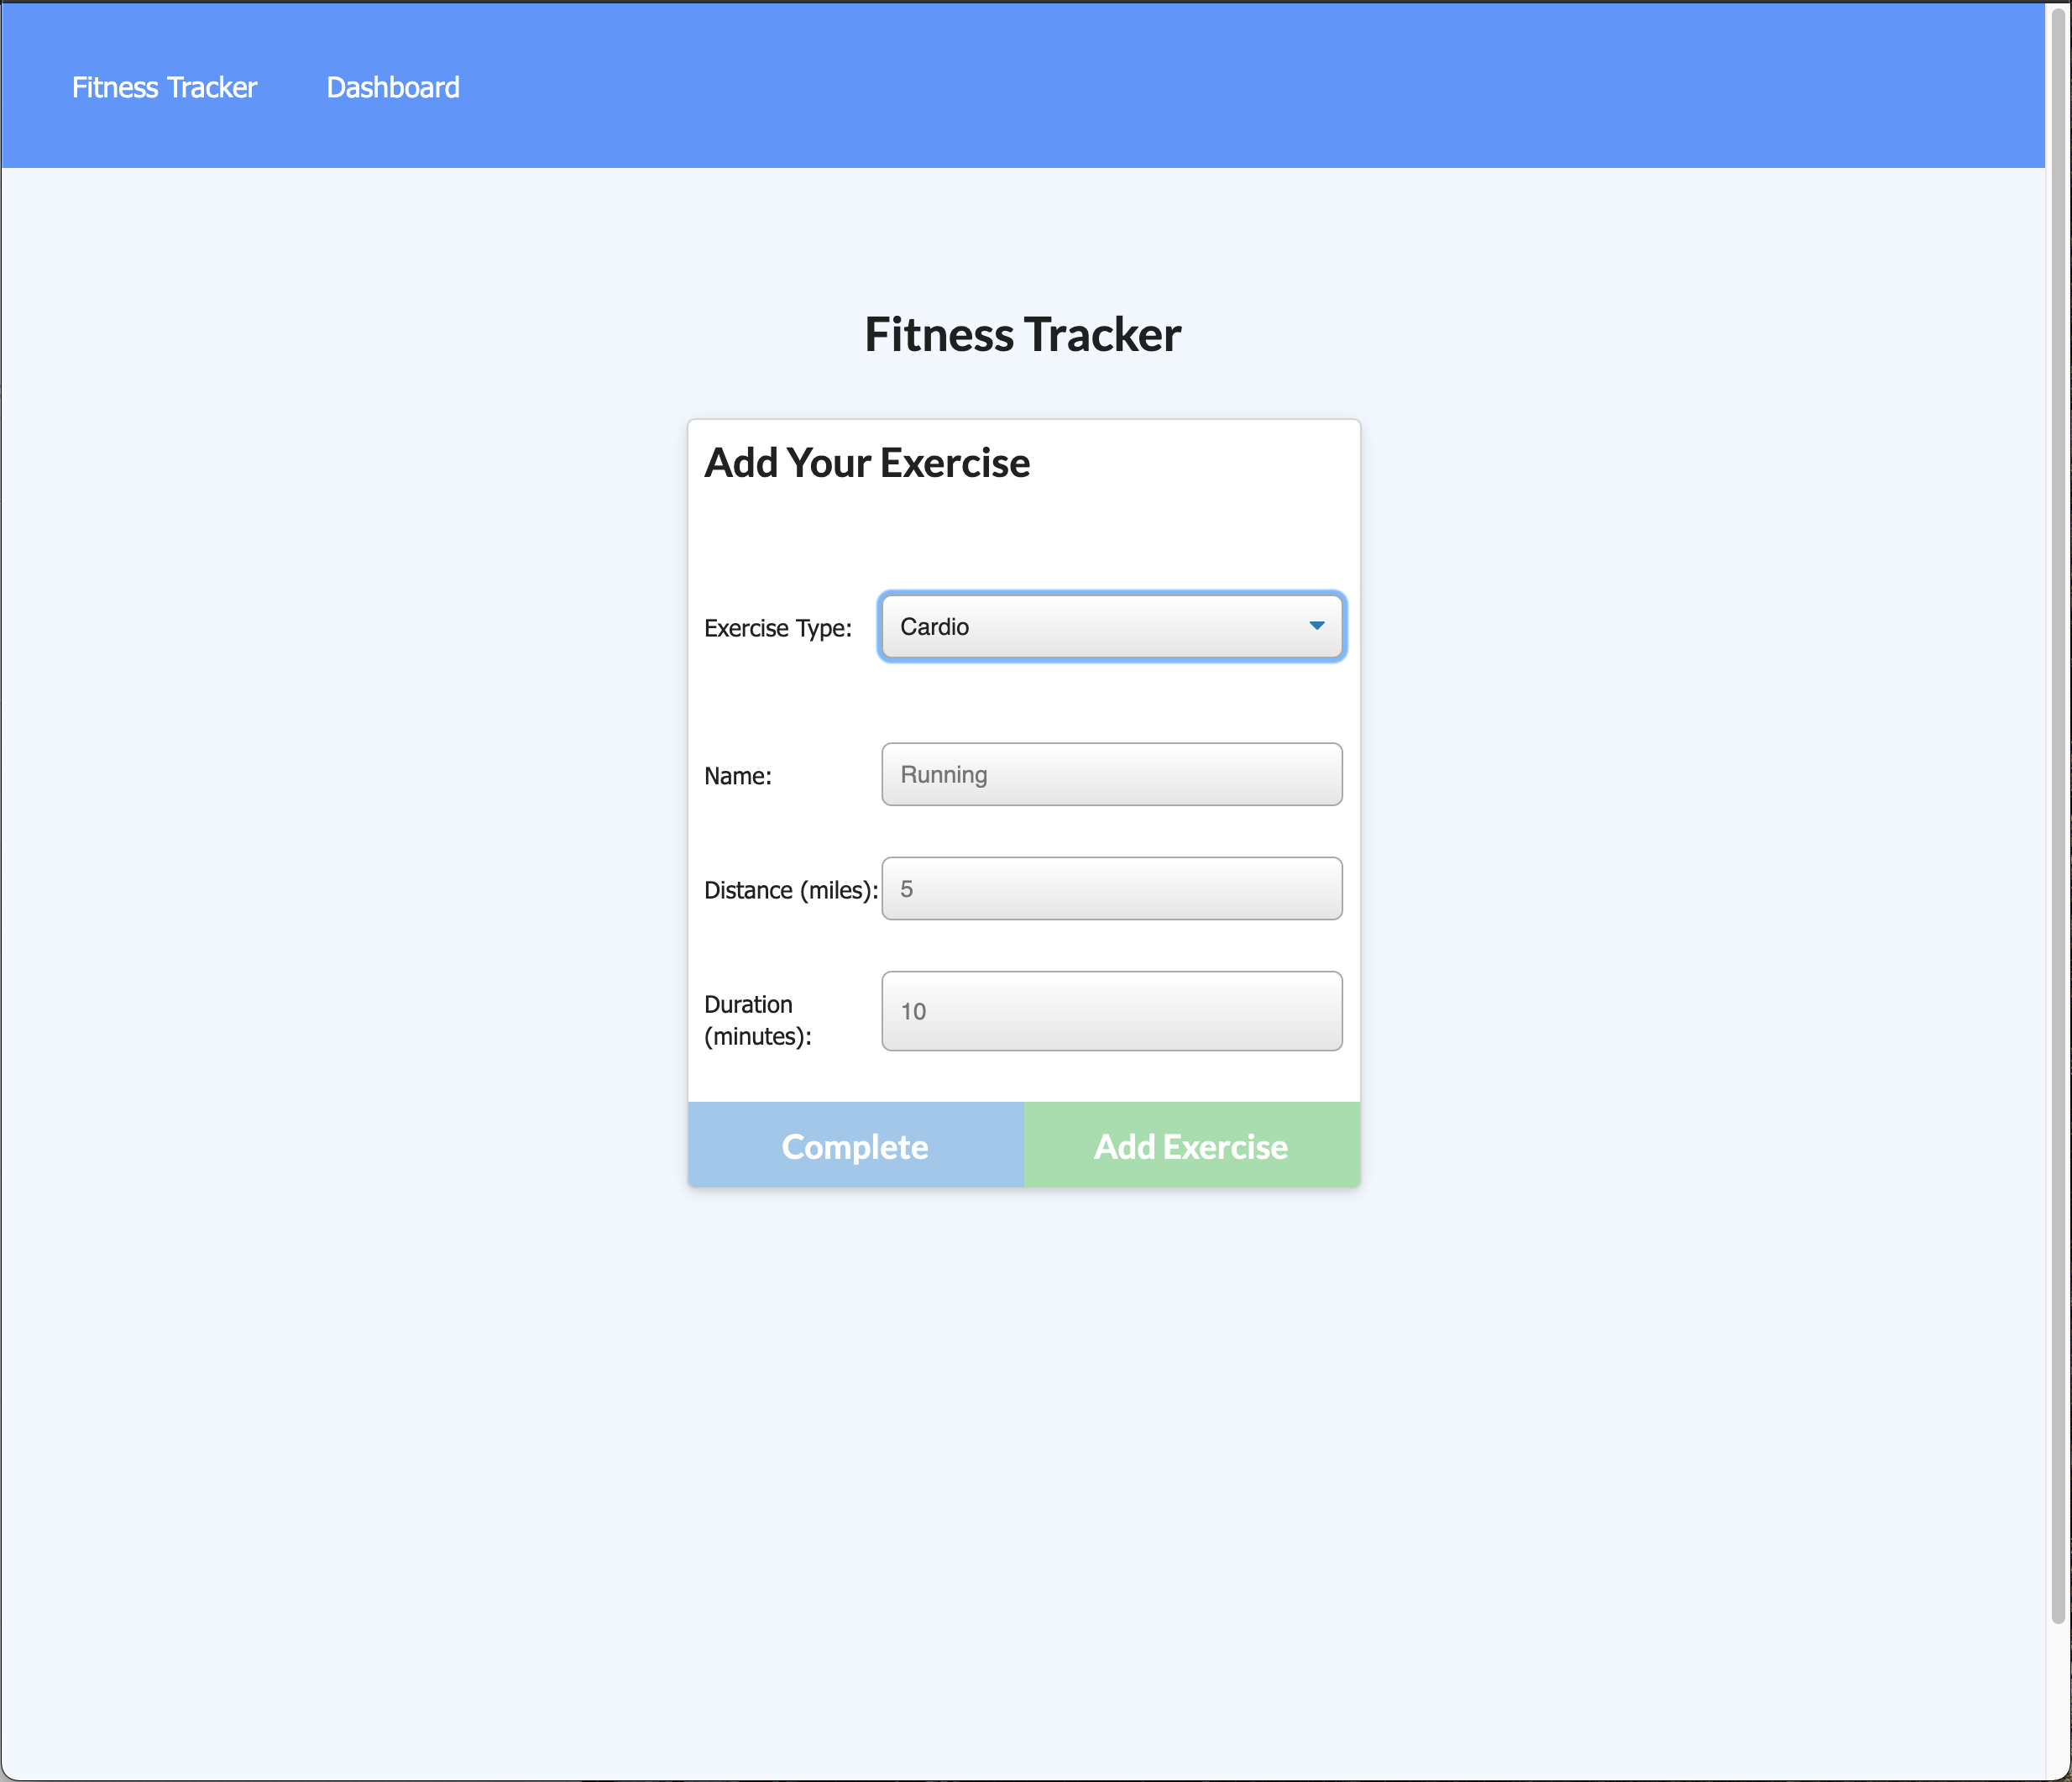 Fitness Tracker Dashboard
Fitness Tracker
Add Your Exercise
Exercise Type: Cardio
Name: Running
Distance (miles): 5
Duration
(minutes): 10
Complete Add Exercise